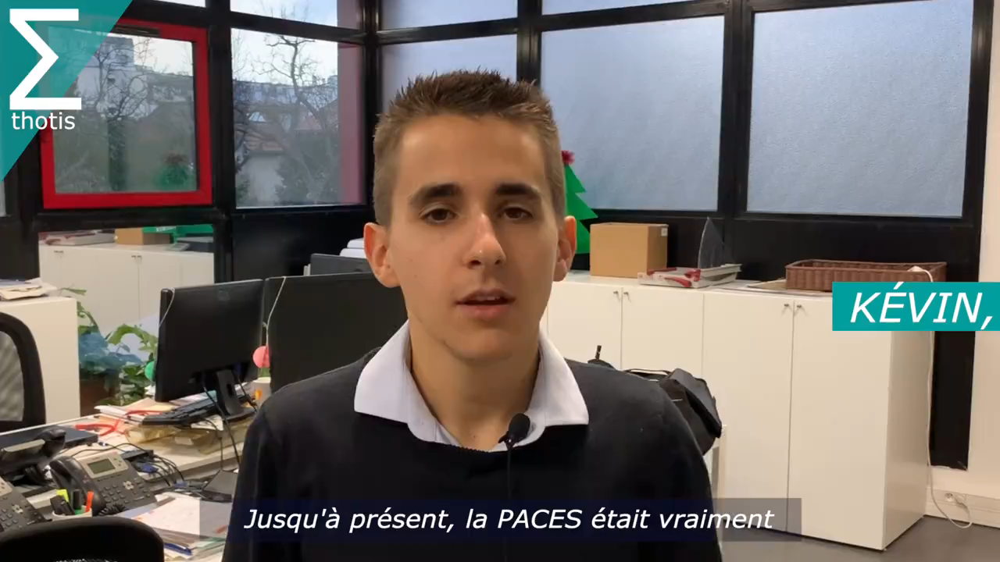 thotis
KÉVIN,
Jusqu'à présent, la PACES était vraiment